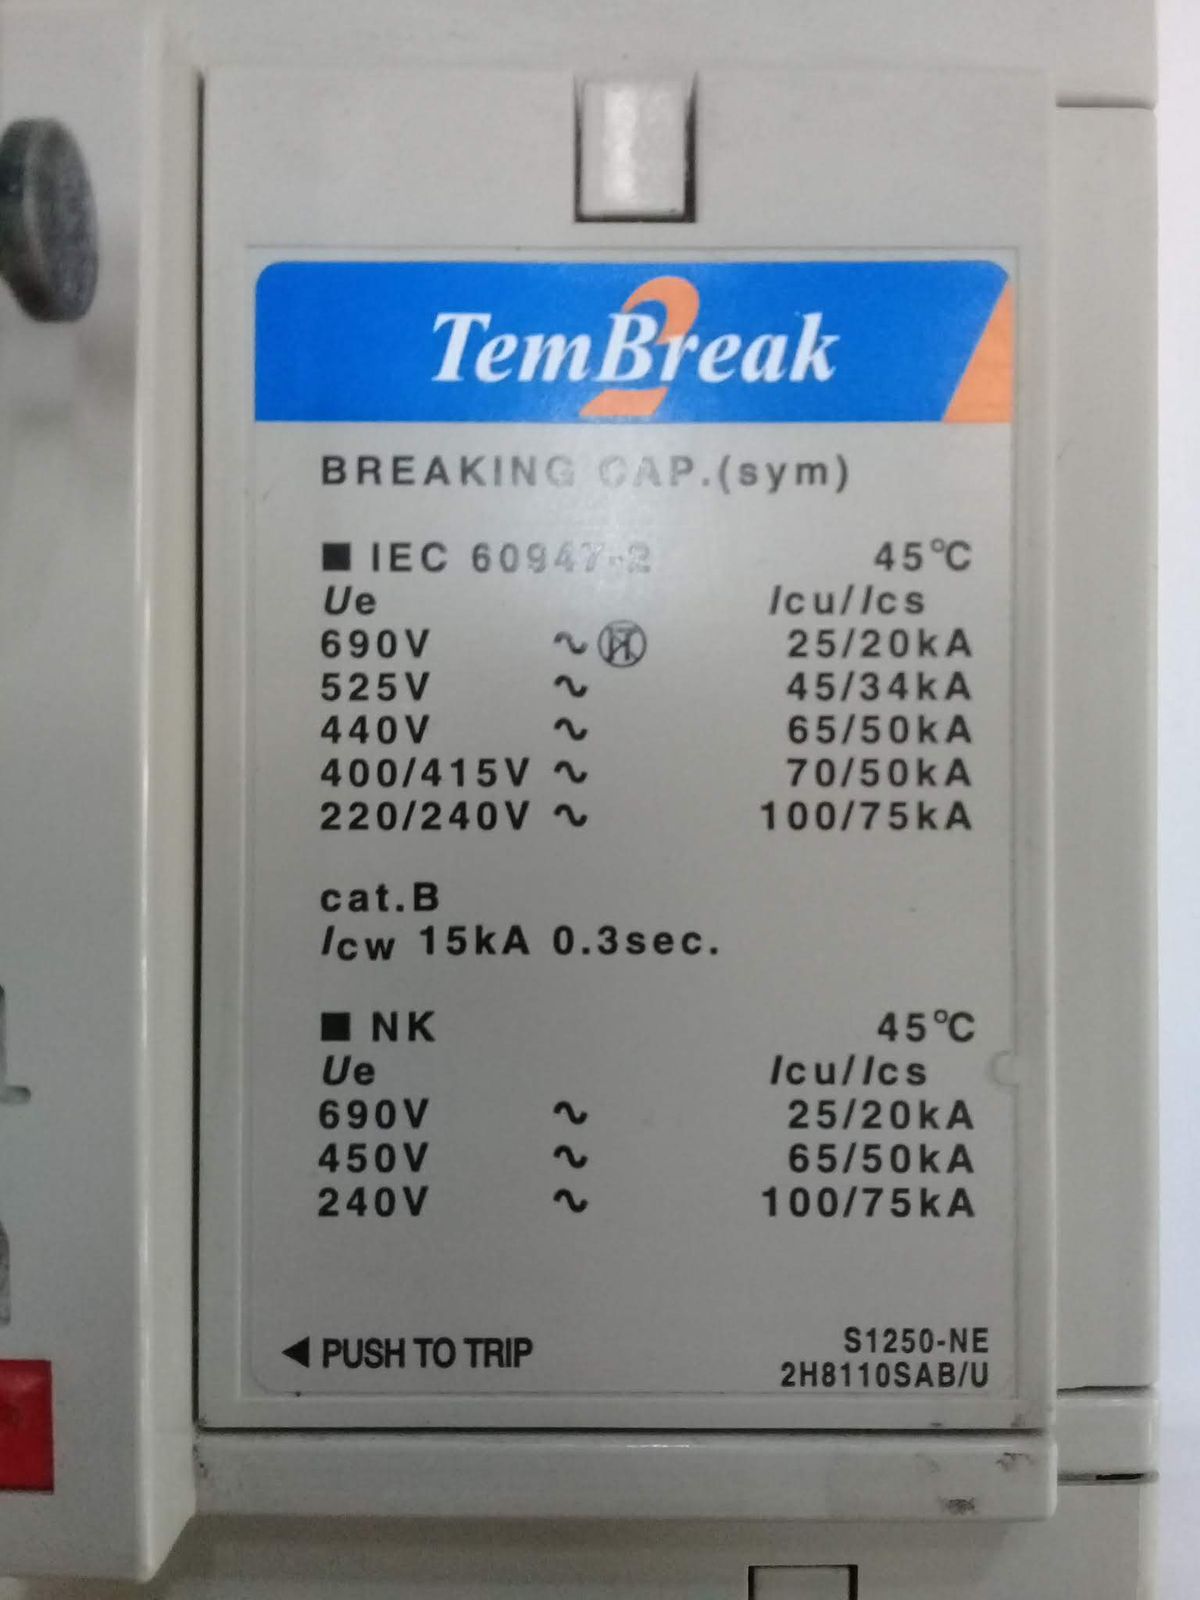 TemBreak 2
BREAKING CAP.(sym)
■ IEC 60947-2 45°C
Ue Icu/Ics
690V ~ 25/20kA
525V ~ 45/34kA
440V ~ 65/50kA
400/415V ~ 70/50kA
220/240V ~ 100/75kA
cat.B
Icw 15kA 0.3sec.
■ NK 45°C
Ue Icu/Ics
690V ~ 25/20kA
450V ~ 65/50kA
240V ~ 100/75kA
◀ PUSH TO TRIP
S1250-NE
2H8110SAB/U